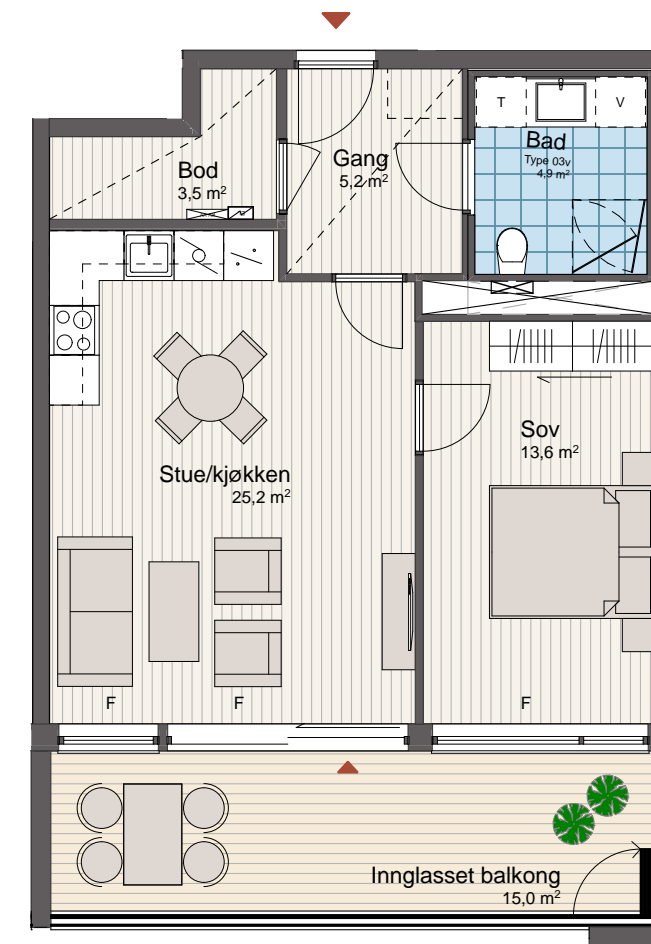 T
V
Bad
Type 03v
4,9 m²
Gang
5,2 m²
Bod
3,5 m²
Sov
13,6 m²
Stue/kjøkken
25,2 m²
F
F
F
Innglasset balkong
15,0 m²